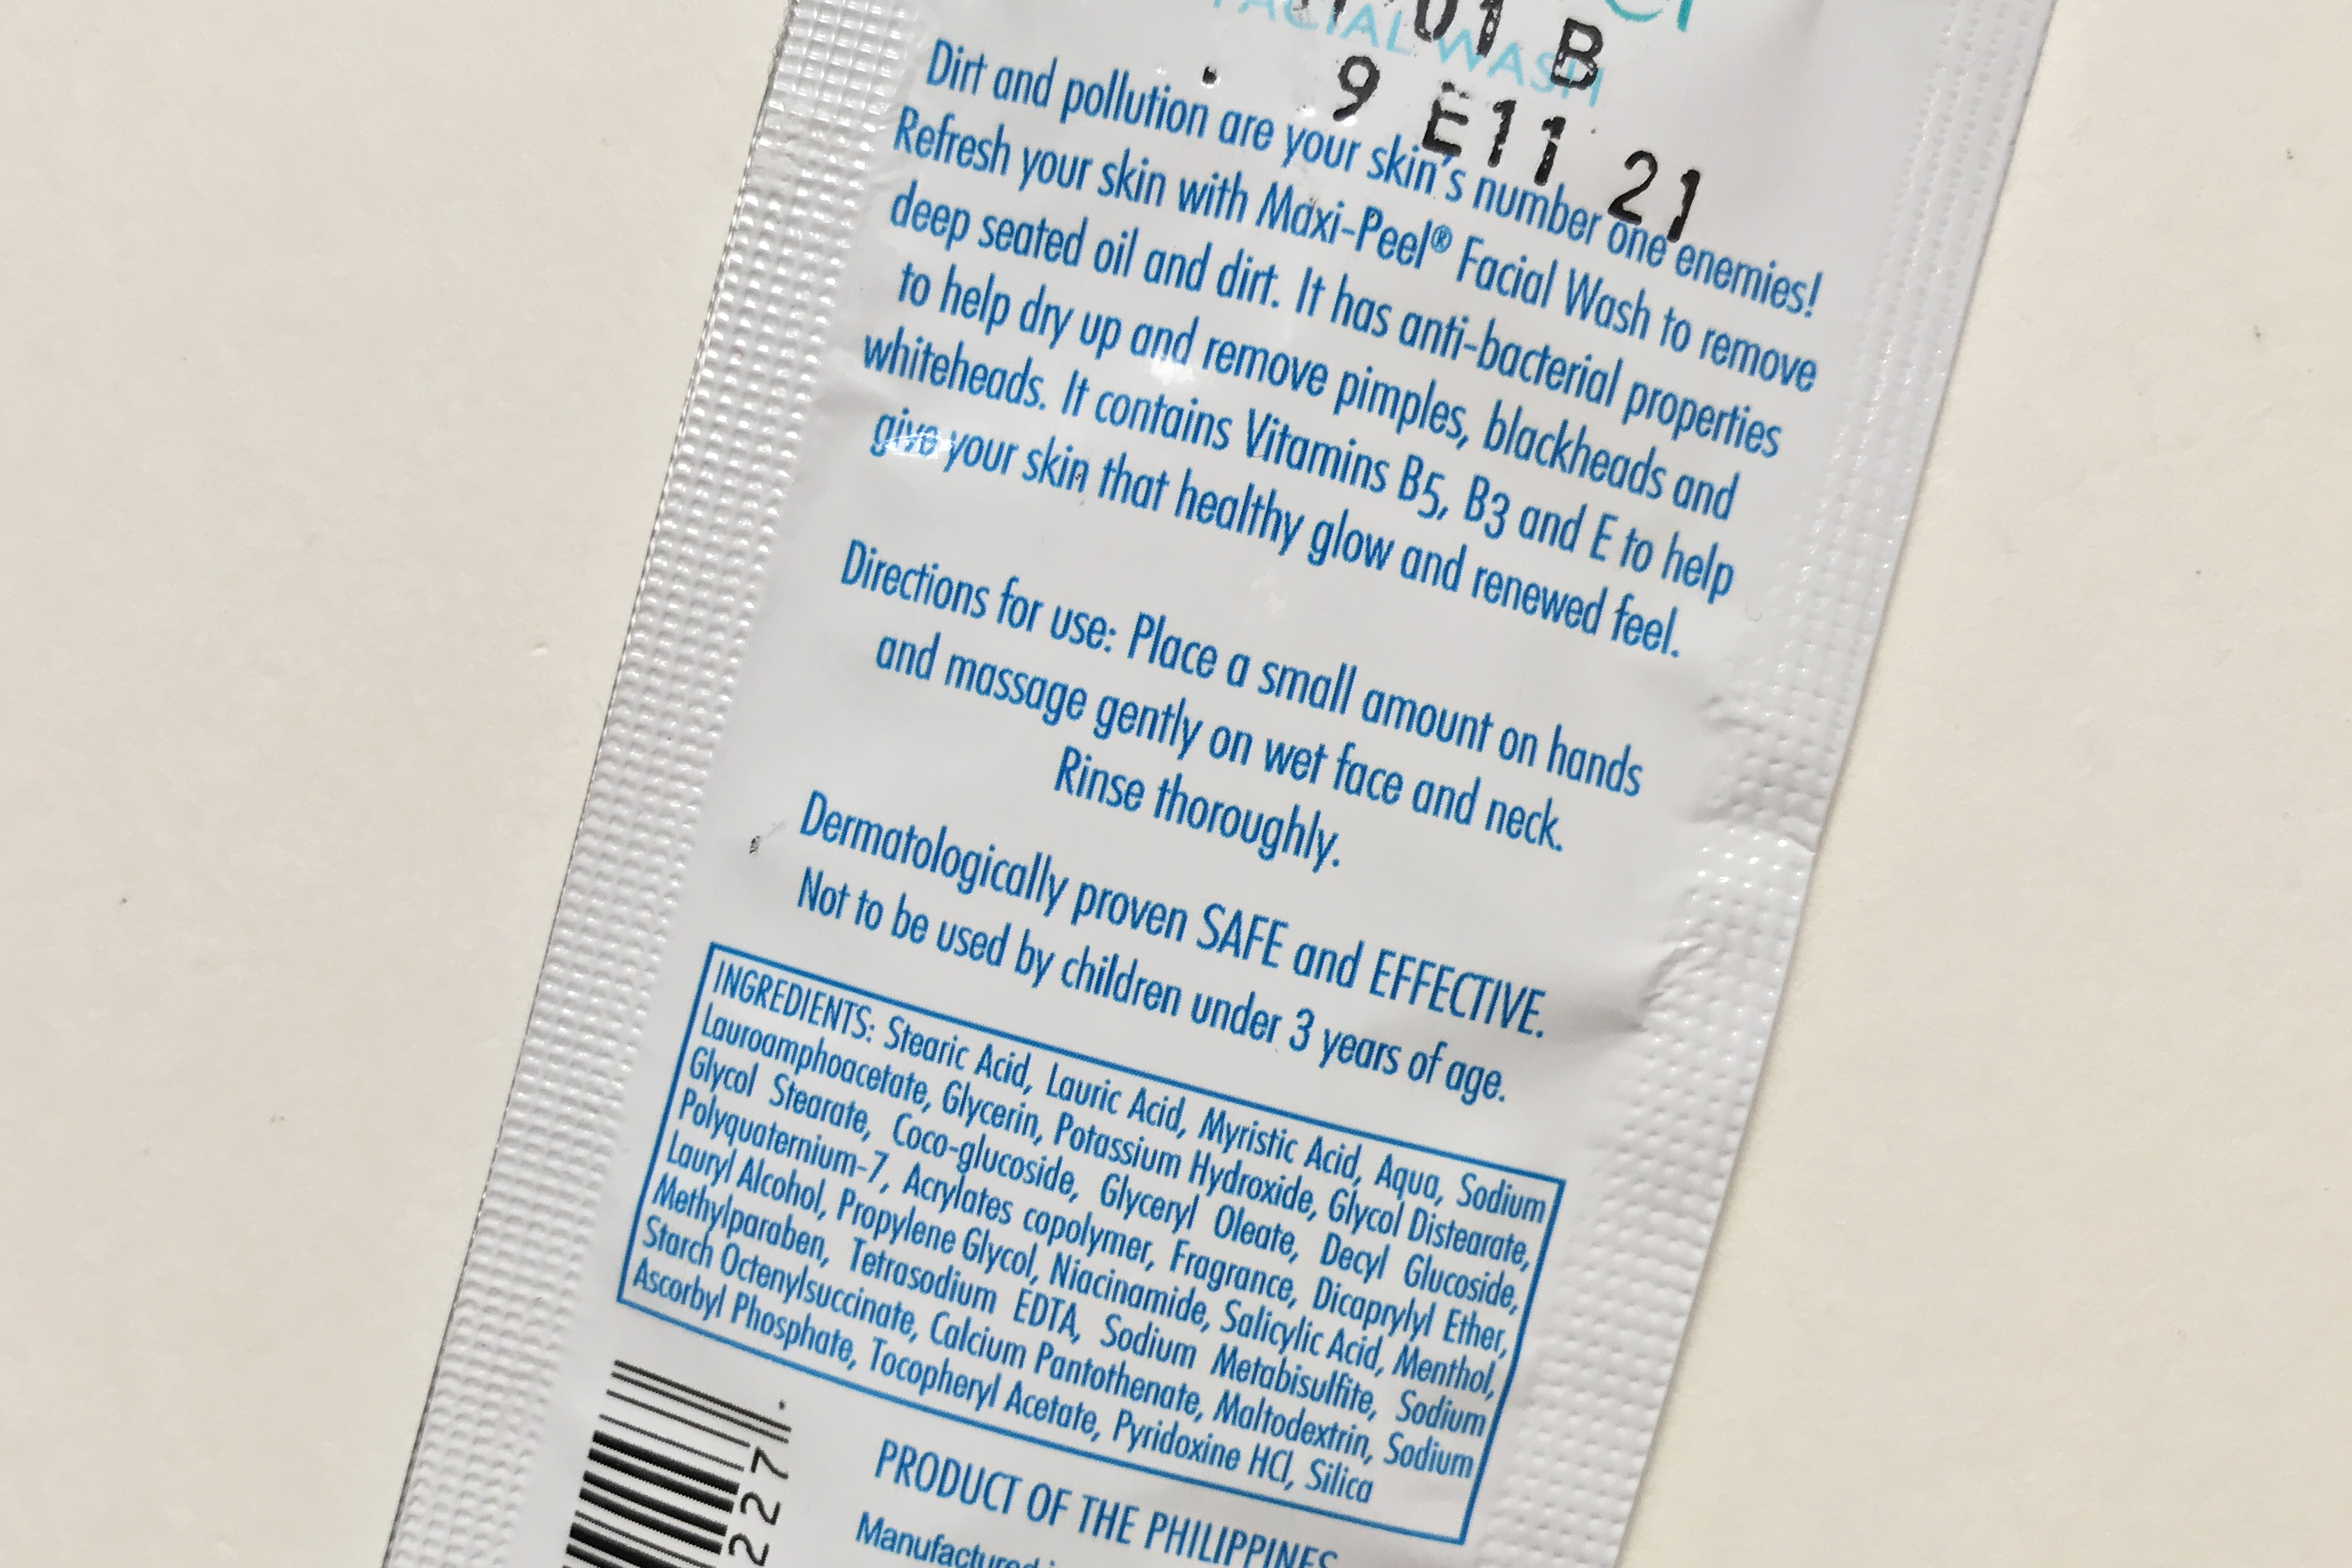 01 B
FACIAL WASH
9 E11 21
Dirt and pollution are your skin's number one enemies!
Refresh your skin with Maxi-Peel® Facial Wash to remove
deep seated oil and dirt. It has anti-bacterial properties
to help dry up and remove pimples, blackheads and
whiteheads. It contains Vitamins B5, B3 and E to help
give your skin that healthy glow and renewed feel.
Directions for use: Place a small amount on hands
and massage gently on wet face and neck.
Rinse thoroughly.
Dermatologically proven SAFE and EFFECTIVE.
Not to be used by children under 3 years of age.
INGREDIENTS: Stearic Acid, Lauric Acid, Myristic Acid, Aqua, Sodium
Lauroamphoacetate, Glycerin, Potassium Hydroxide, Glycol Distearate,
Glycol Stearate, Coco-glucoside, Glyceryl Oleate, Decyl Glucoside,
Polyquaternium-7, Acrylates copolymer, Fragrance, Dicaprylyl Ether,
Lauryl Alcohol, Propylene Glycol, Niacinamide, Salicylic Acid, Menthol,
Methylparaben, Tetrasodium EDTA, Sodium Metabisulfite, Sodium
Starch Octenylsuccinate, Calcium Pantothenate, Maltodextrin, Sodium
Ascorbyl Phosphate, Tocopheryl Acetate, Pyridoxine HCl, Silica
PRODUCT OF THE PHILIPPINES
Manufactured
227